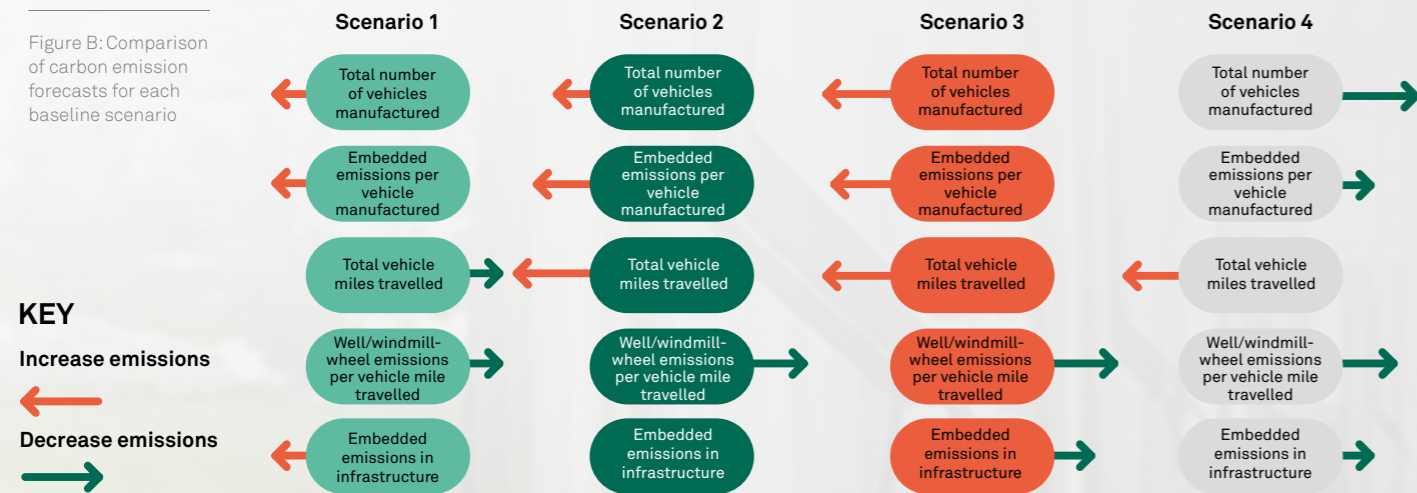 Figure B: Comparison
of carbon emission
forecasts for each
baseline scenario
KEY
Increase emissions
Decrease emissions
Scenario 1
Total number
of vehicles
manufactured
Embedded
emissions per
vehicle
manufactured
Total vehicle
miles travelled
Well/windmill-
wheel emissions
per vehicle mile
travelled
Embedded
emissions in
infrastructure
Scenario 2
Total number
of vehicles
manufactured
Embedded
emissions per
vehicle
manufactured
Total vehicle
miles travelled
Well/windmill-
wheel emissions
per vehicle mile
travelled
Embedded
emissions in
infrastructure
Scenario 3
Total number
of vehicles
manufactured
Embedded
emissions per
vehicle
manufactured
Total vehicle
miles travelled
Well/windmill-
wheel emissions
per vehicle mile
travelled
Embedded
emissions in
infrastructure
Scenario 4
Total number
of vehicles
manufactured
Embedded
emissions per
vehicle
manufactured
Total vehicle
miles travelled
Well/windmill-
wheel emissions
per vehicle mile
travelled
Embedded
emissions in
infrastructure